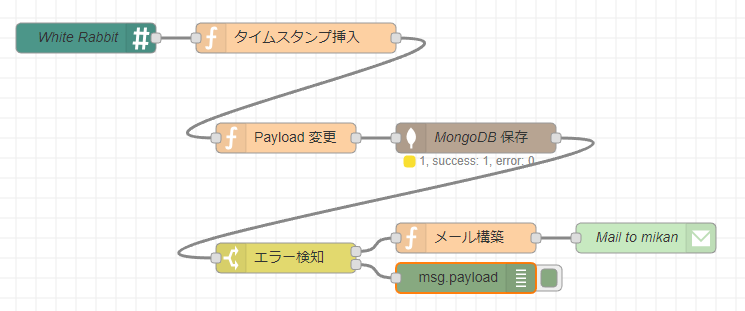 White Rabbit
タイムスタンプ挿入
Payload 変更
MongoDB 保存
1, success: 1, error: 0
エラー検知
メール構築
Mail to mikan
msg.payload